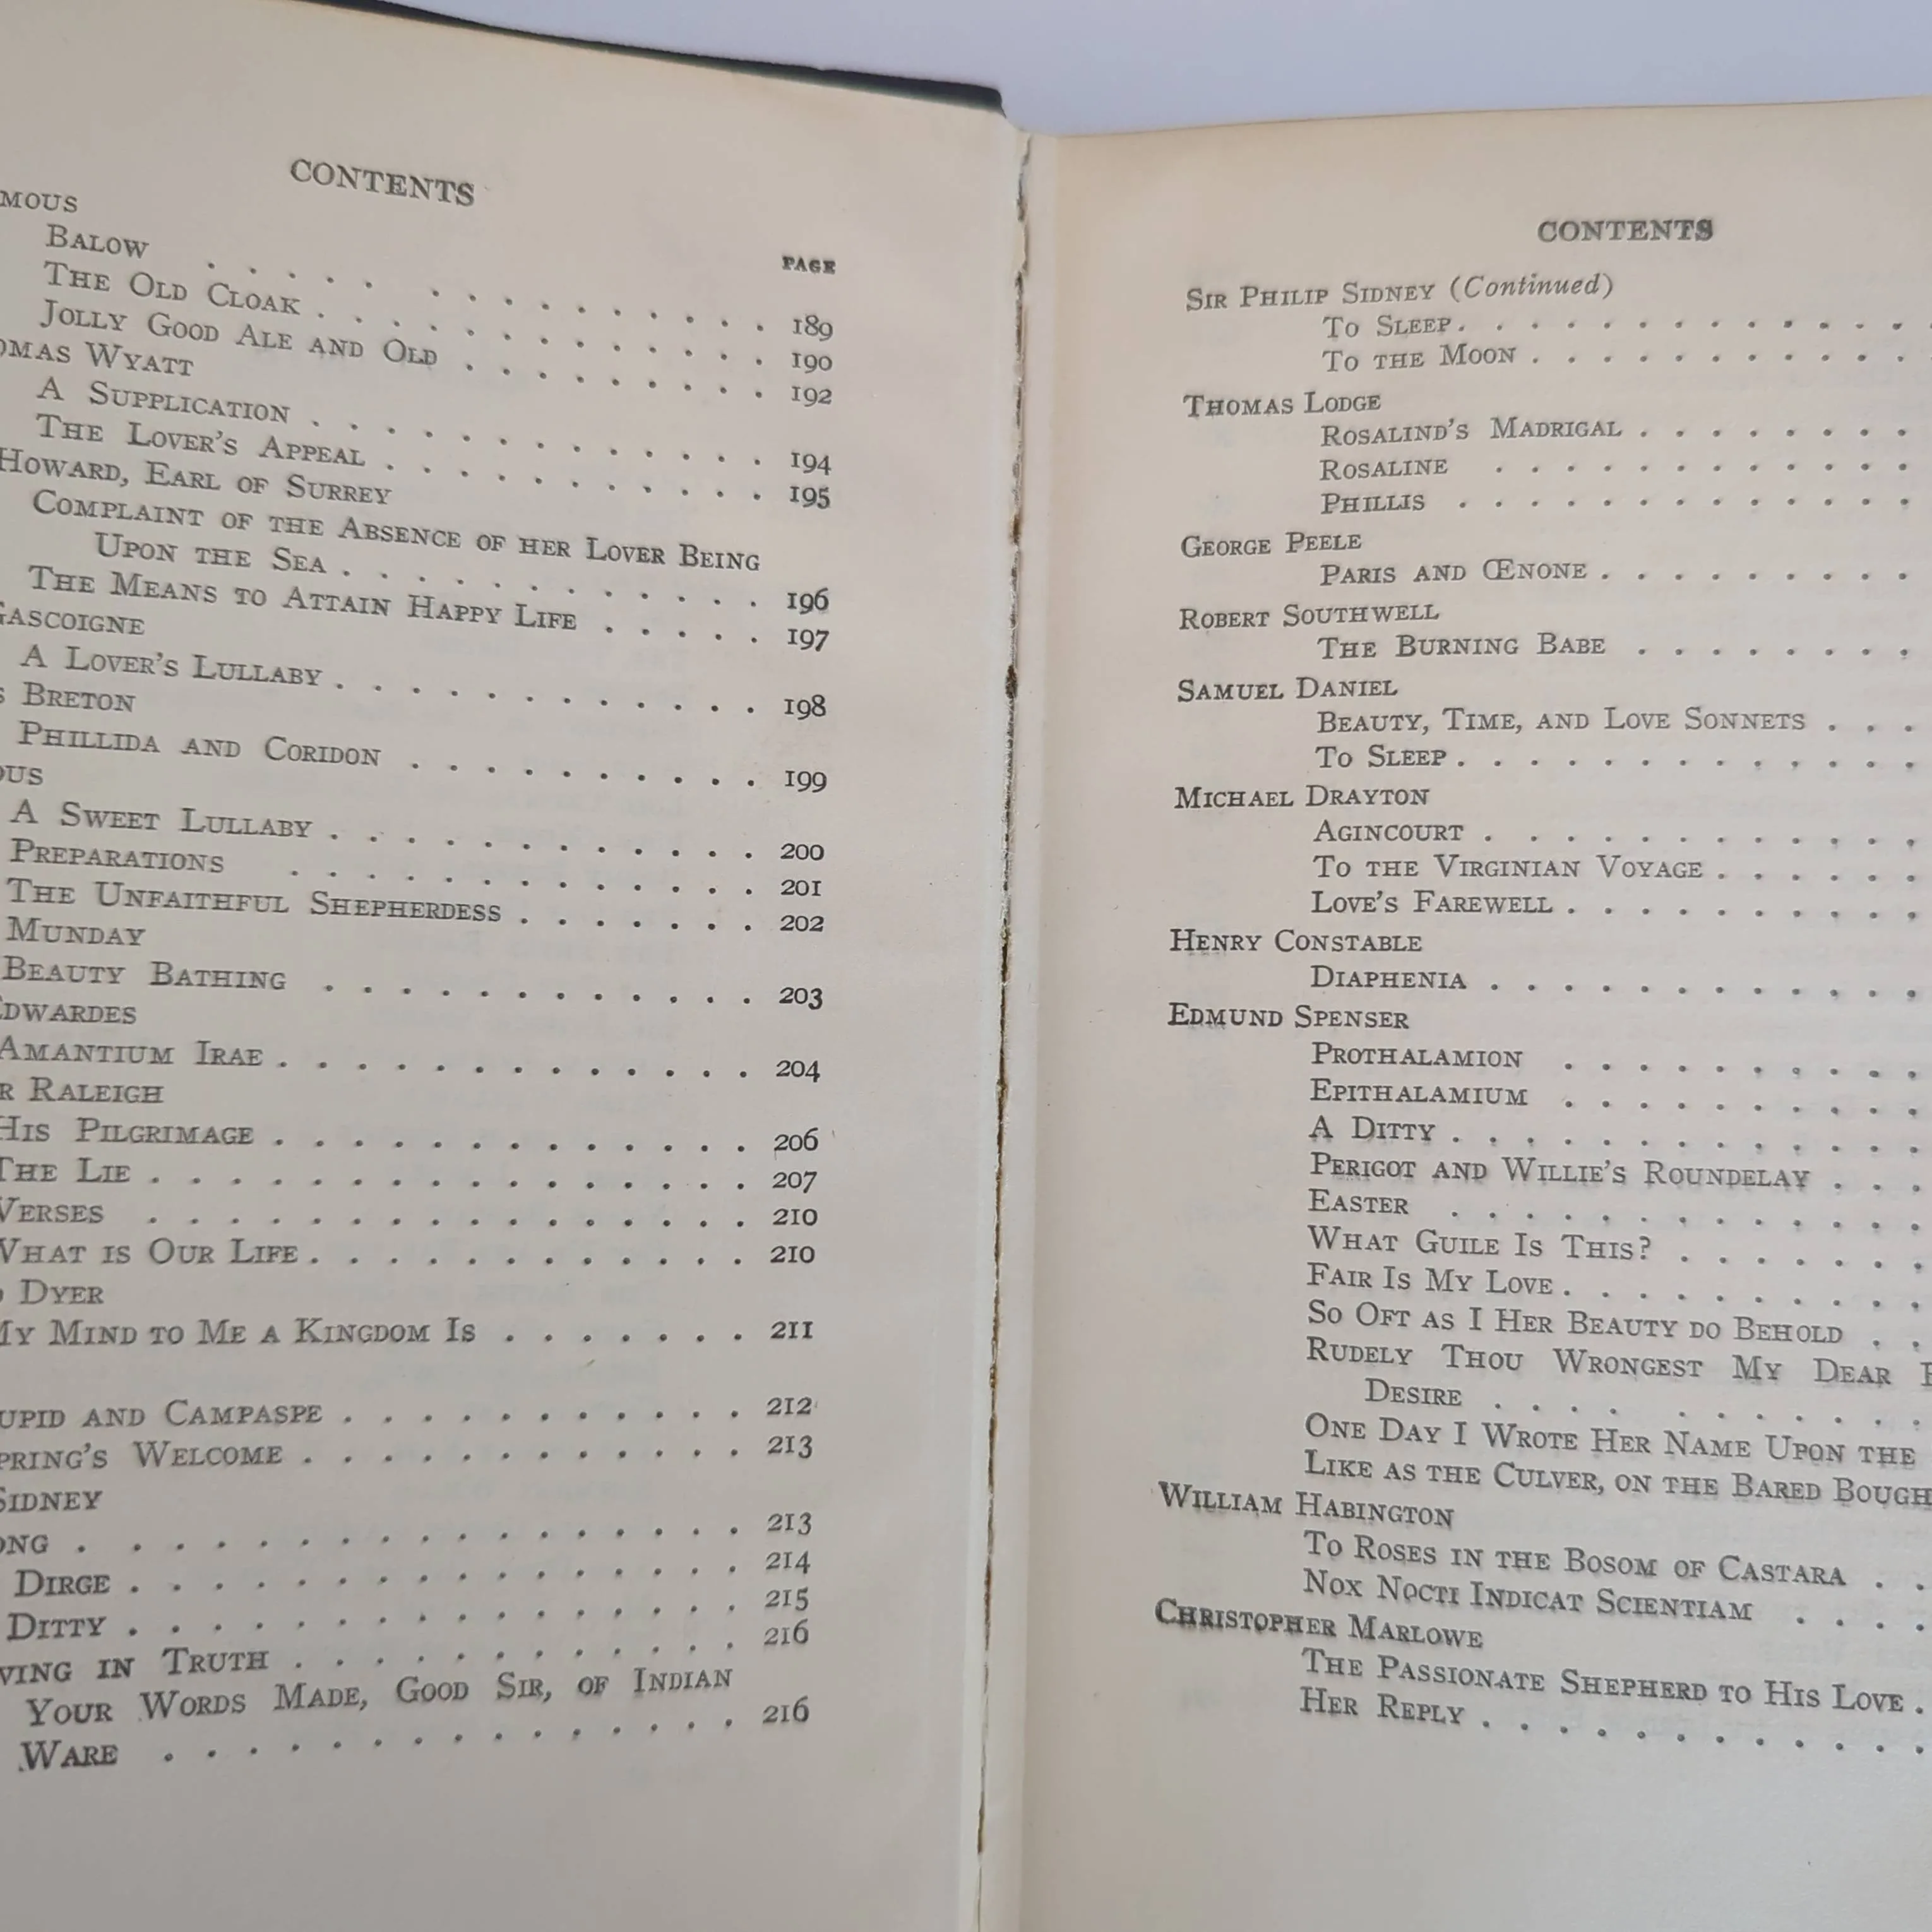 CONTENTS
PAGE
MOUS
BALOW . . . . . . . . . . . . . . 189
THE OLD CLOAK . . . . . . . . . . . . 190
JOLLY GOOD ALE AND OLD . . . . . . . . . 192
OMAS WYATT
A SUPPLICATION . . . . . . . . . . . . 194
THE LOVER'S APPEAL . . . . . . . . . . . 195
HOWARD, EARL OF SURREY
COMPLAINT OF THE ABSENCE OF HER LOVER BEING
UPON THE SEA . . . . . . . . . . . . 196
THE MEANS TO ATTAIN HAPPY LIFE . . . . . 197
GASCOIGNE
A LOVER'S LULLABY . . . . . . . . . . . 198
S BRETON
PHILLIDA AND CORIDON . . . . . . . . . . 199
OUS
A SWEET LULLABY . . . . . . . . . . . . 200
PREPARATIONS . . . . . . . . . . . . . 201
THE UNFAITHFUL SHEPHERDESS . . . . . . . 202
MUNDAY
BEAUTY BATHING . . . . . . . . . . . . 203
EDWARDES
AMANTIUM IRAE . . . . . . . . . . . . . 204
R RALEIGH
HIS PILGRIMAGE . . . . . . . . . . . . . 206
THE LIE . . . . . . . . . . . . . . . . 207
VERSES . . . . . . . . . . . . . . . . 210
WHAT IS OUR LIFE . . . . . . . . . . . . 210
D DYER
MY MIND TO ME A KINGDOM IS . . . . . . . 211
UPID AND CAMPASPE . . . . . . . . . . . 212
PRING'S WELCOME . . . . . . . . . . . . 213
SIDNEY
ONG . . . . . . . . . . . . . . . . . 213
DIRGE . . . . . . . . . . . . . . . . 214
DITTY . . . . . . . . . . . . . . . . 215
VING IN TRUTH . . . . . . . . . . . . 216
YOUR WORDS MADE, GOOD SIR, OF INDIAN
WARE . . . . . . . . . . . . . . 216
CONTENTS
SIR PHILIP SIDNEY (Continued)
TO SLEEP . . . . . . . . . . . . .
TO THE MOON . . . . . . . . . . . .
THOMAS LODGE
ROSALIND'S MADRIGAL . . . . . . . .
ROSALINE . . . . . . . . . . . .
PHILLIS . . . . . . . . . . . . .
GEORGE PEELE
PARIS AND ŒNONE . . . . . . . . .
ROBERT SOUTHWELL
THE BURNING BABE . . . . . . . .
SAMUEL DANIEL
BEAUTY, TIME, AND LOVE SONNETS . . .
TO SLEEP . . . . . . . . . . . . .
MICHAEL DRAYTON
AGINCOURT . . . . . . . . . . . .
TO THE VIRGINIAN VOYAGE . . . . . .
LOVE'S FAREWELL . . . . . . . . . .
HENRY CONSTABLE
DIAPHENIA . . . . . . . . . . . .
EDMUND SPENSER
PROTHALAMION . . . . . . . . . .
EPITHALAMIUM . . . . . . . . . .
A DITTY . . . . . . . . . . . . .
PERIGOT AND WILLIE'S ROUNDELAY . . .
EASTER . . . . . . . . . . . . .
WHAT GUILE IS THIS? . . . . . . .
FAIR IS MY LOVE . . . . . . . . . .
SO OFT AS I HER BEAUTY DO BEHOLD . .
RUDELY THOU WRONGEST MY DEAR
DESIRE . . . . . . . . . . .
ONE DAY I WROTE HER NAME UPON THE
LIKE AS THE CULVER, ON THE BARED BOUGH
WILLIAM HABINGTON
TO ROSES IN THE BOSOM OF CASTARA . .
NOX NOCTI INDICAT SCIENTIAM . . . .
CHRISTOPHER MARLOWE
THE PASSIONATE SHEPHERD TO HIS LOVE .
HER REPLY . . . . . . . . . . . .